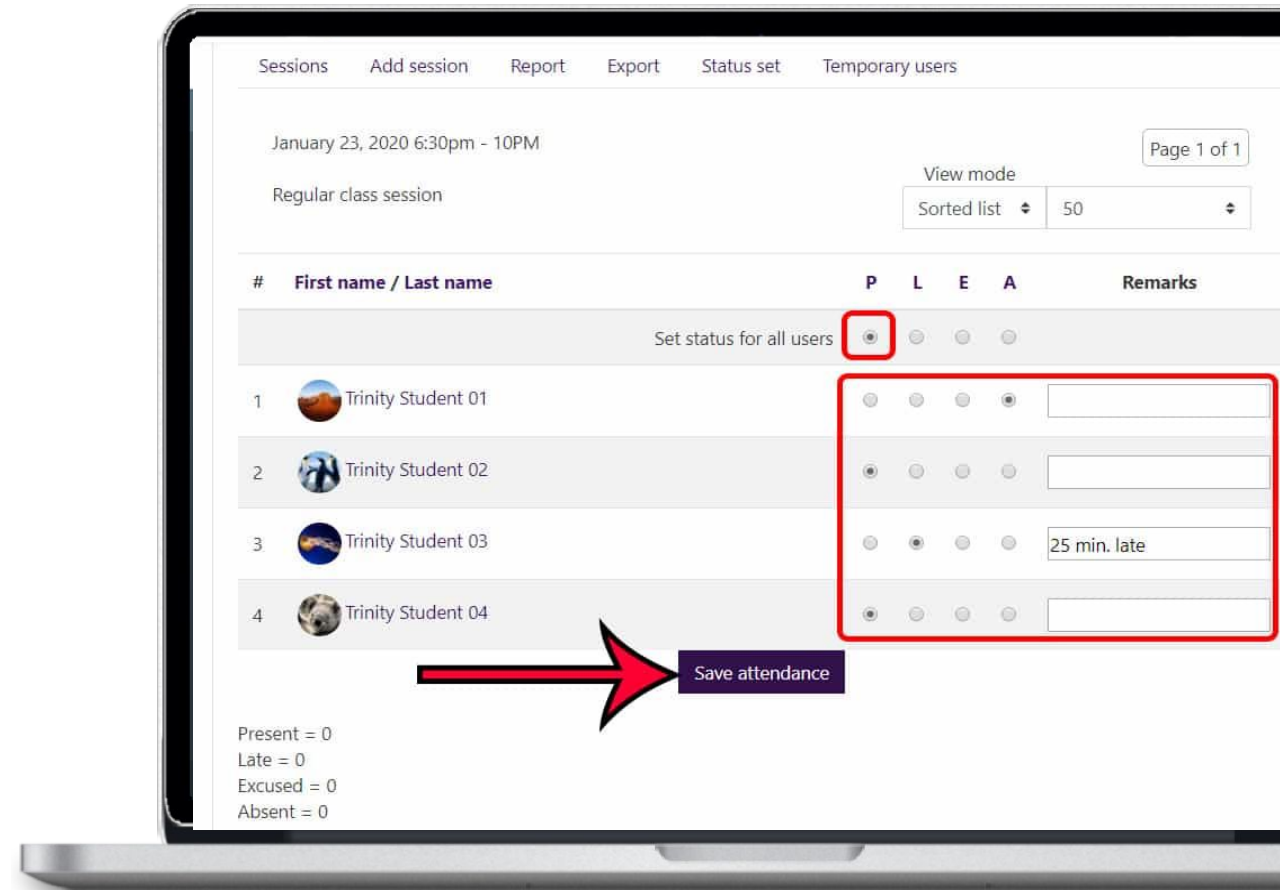 Sessions Add session Report Export Status set Temporary users
January 23, 2020 6:30pm - 10PM
Page 1 of 1
View mode
Regular class session
Sorted list 50
# First name / Last name P L E A Remarks
Set status for all users
1 Trinity Student 01
2 Trinity Student 02
3 Trinity Student 03 25 min. late
4 Trinity Student 04
Save attendance
Present = 0
Late = 0
Excused = 0
Absent = 0